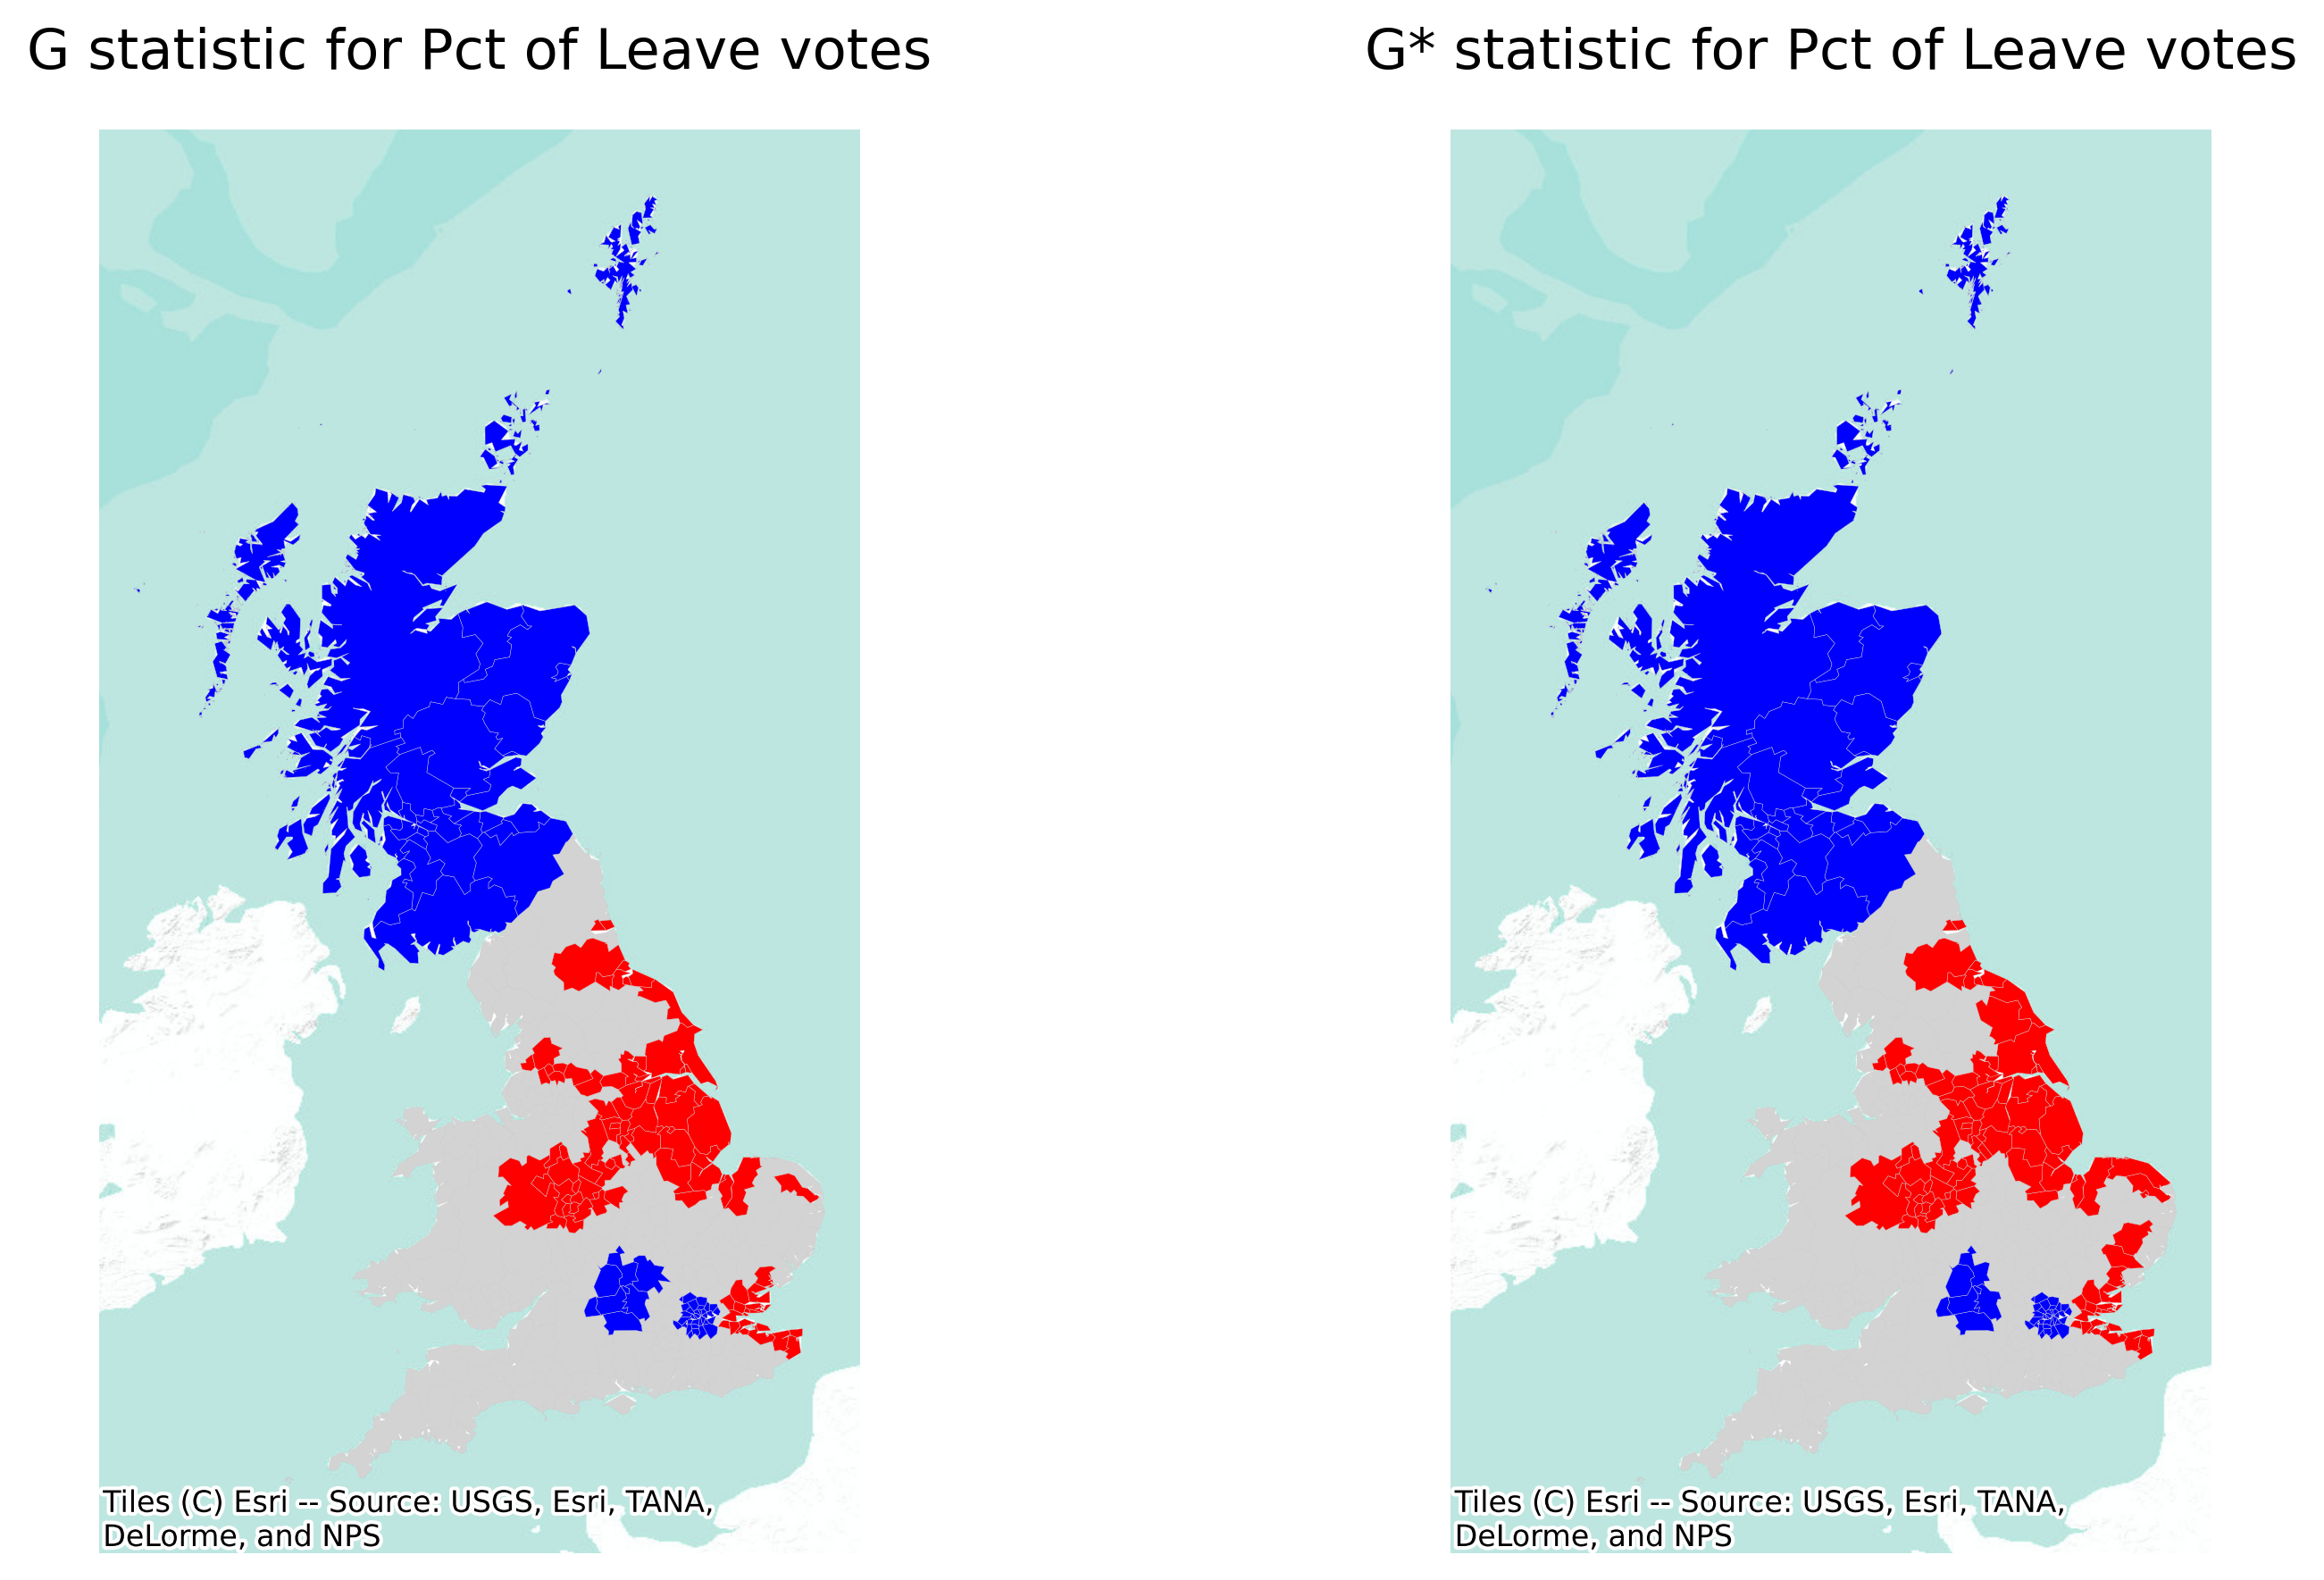 G statistic for Pct of Leave votes
G* statistic for Pct of Leave votes
Tiles (C) Esri -- Source: USGS, Esri, TANA,
DeLorme, and NPS
Tiles (C) Esri -- Source: USGS, Esri, TANA,
DeLorme, and NPS